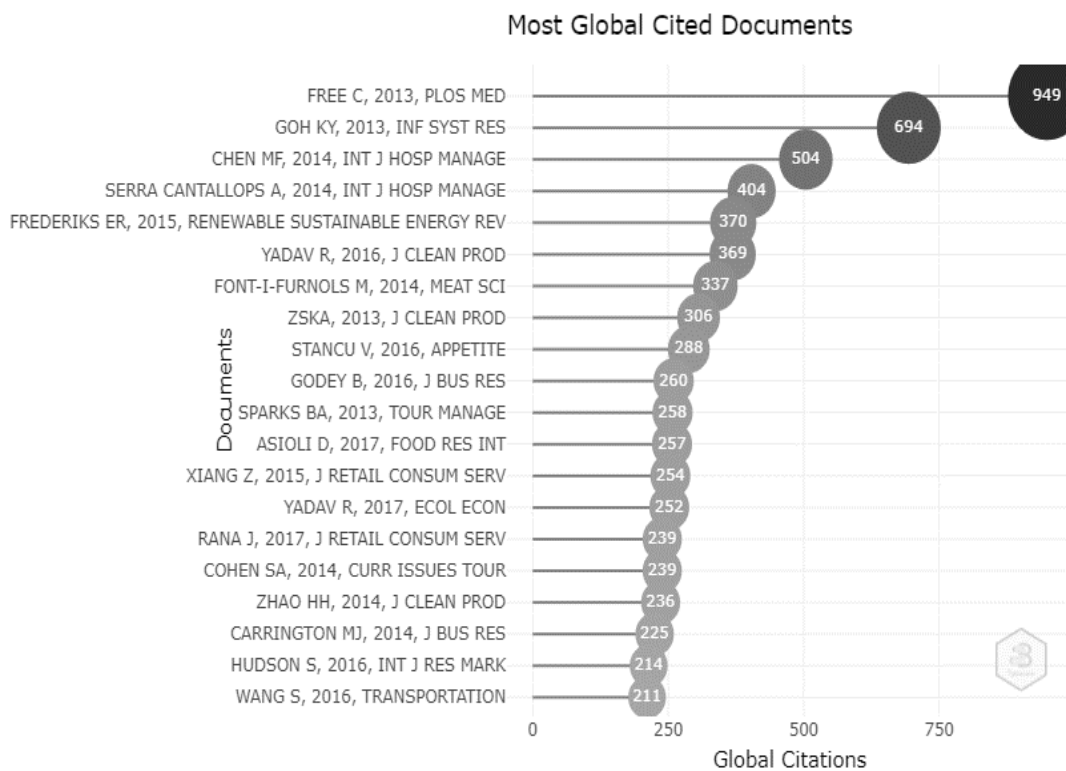 Most Global Cited Documents
FREE C, 2013, PLOS MED 949
GOH KY, 2013, INF SYST RES 694
CHEN MF, 2014, INT J HOSP MANAGE 504
SERRA CANTALLOPS A, 2014, INT J HOSP MANAGE 404
FREDERIKS ER, 2015, RENEWABLE SUSTAINABLE ENERGY REV 370
YADAV R, 2016, J CLEAN PROD 369
FONT-I-FURNOLS M, 2014, MEAT SCI 337
ZSKA, 2013, J CLEAN PROD 306
STANCU V, 2016, APPETITE 288
GODEY B, 2016, J BUS RES 260
SPARKS BA, 2013, TOUR MANAGE 258
ASIOLI D, 2017, FOOD RES INT 257
XIANG Z, 2015, J RETAIL CONSUM SERV 254
YADAV R, 2017, ECOL ECON 252
RANA J, 2017, J RETAIL CONSUM SERV 239
COHEN SA, 2014, CURR ISSUES TOUR 239
ZHAO HH, 2014, J CLEAN PROD 236
CARRINGTON MJ, 2014, J BUS RES 225
HUDSON S, 2016, INT J RES MARK 214
WANG S, 2016, TRANSPORTATION 211
Documents
0 250 500 750
Global Citations